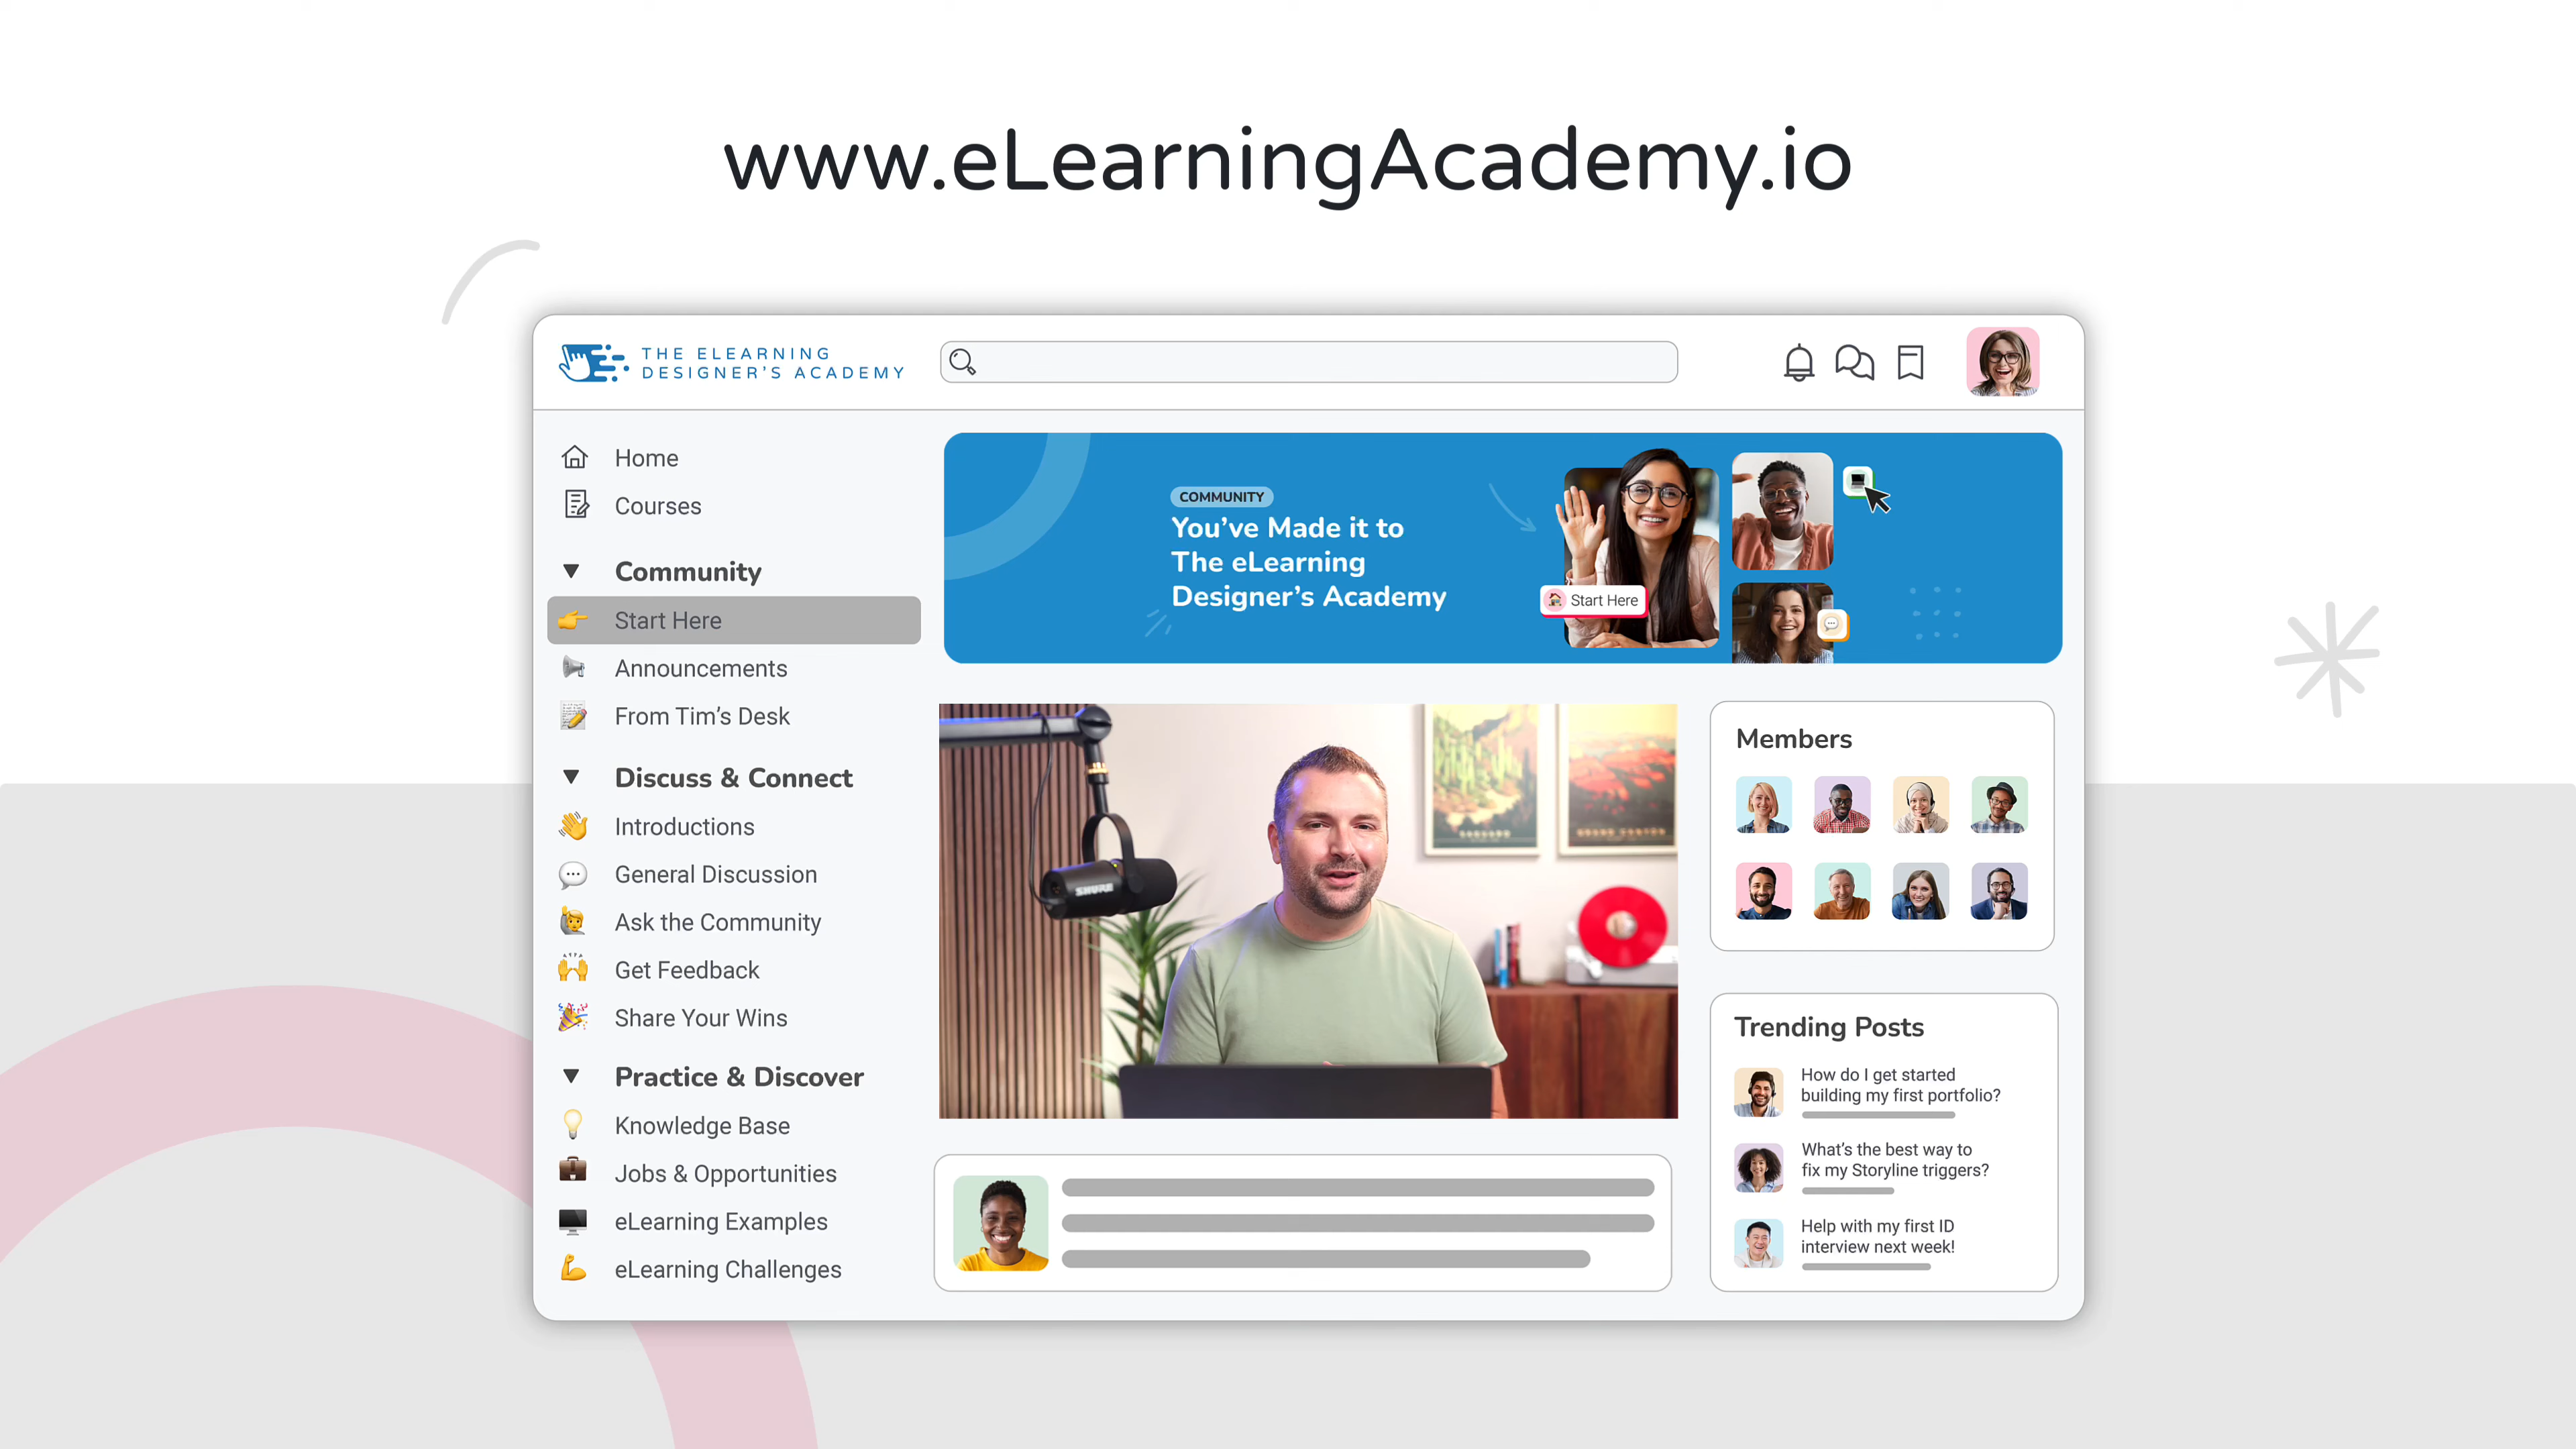 www.eLearningAcademy.io
THE ELEARNING
DESIGNER'S ACADEMY
Home
Courses
Community
Start Here
Announcements
From Tim's Desk
Discuss & Connect
Introductions
General Discussion
Ask the Community
Get Feedback
Share Your Wins
Practice & Discover
Knowledge Base
Jobs & Opportunities
eLearning Examples
eLearning Challenges
COMMUNITY
You've Made it to
The eLearning
Designer's Academy
Start Here
SHURE
Members
Trending Posts
How do I get started
building my first portfolio?
What's the best way to
fix my Storyline triggers?
Help with my first ID
interview next week!